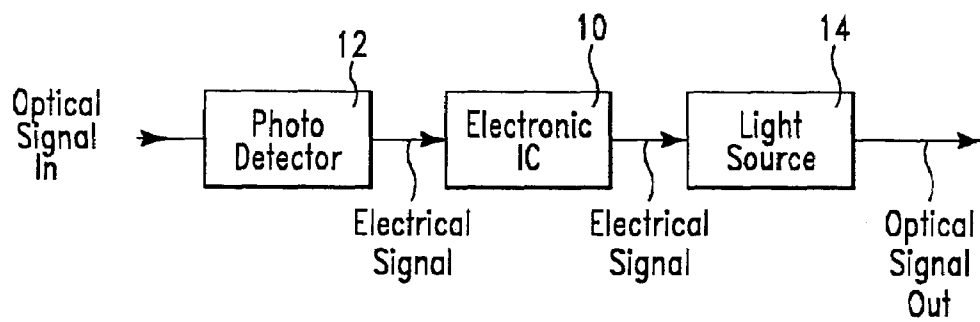 12
10
14
Optical
Signal
In
Photo
Detector
Electronic
IC
Light
Source
Electrical
Signal
Electrical
Signal
Optical
Signal
Out